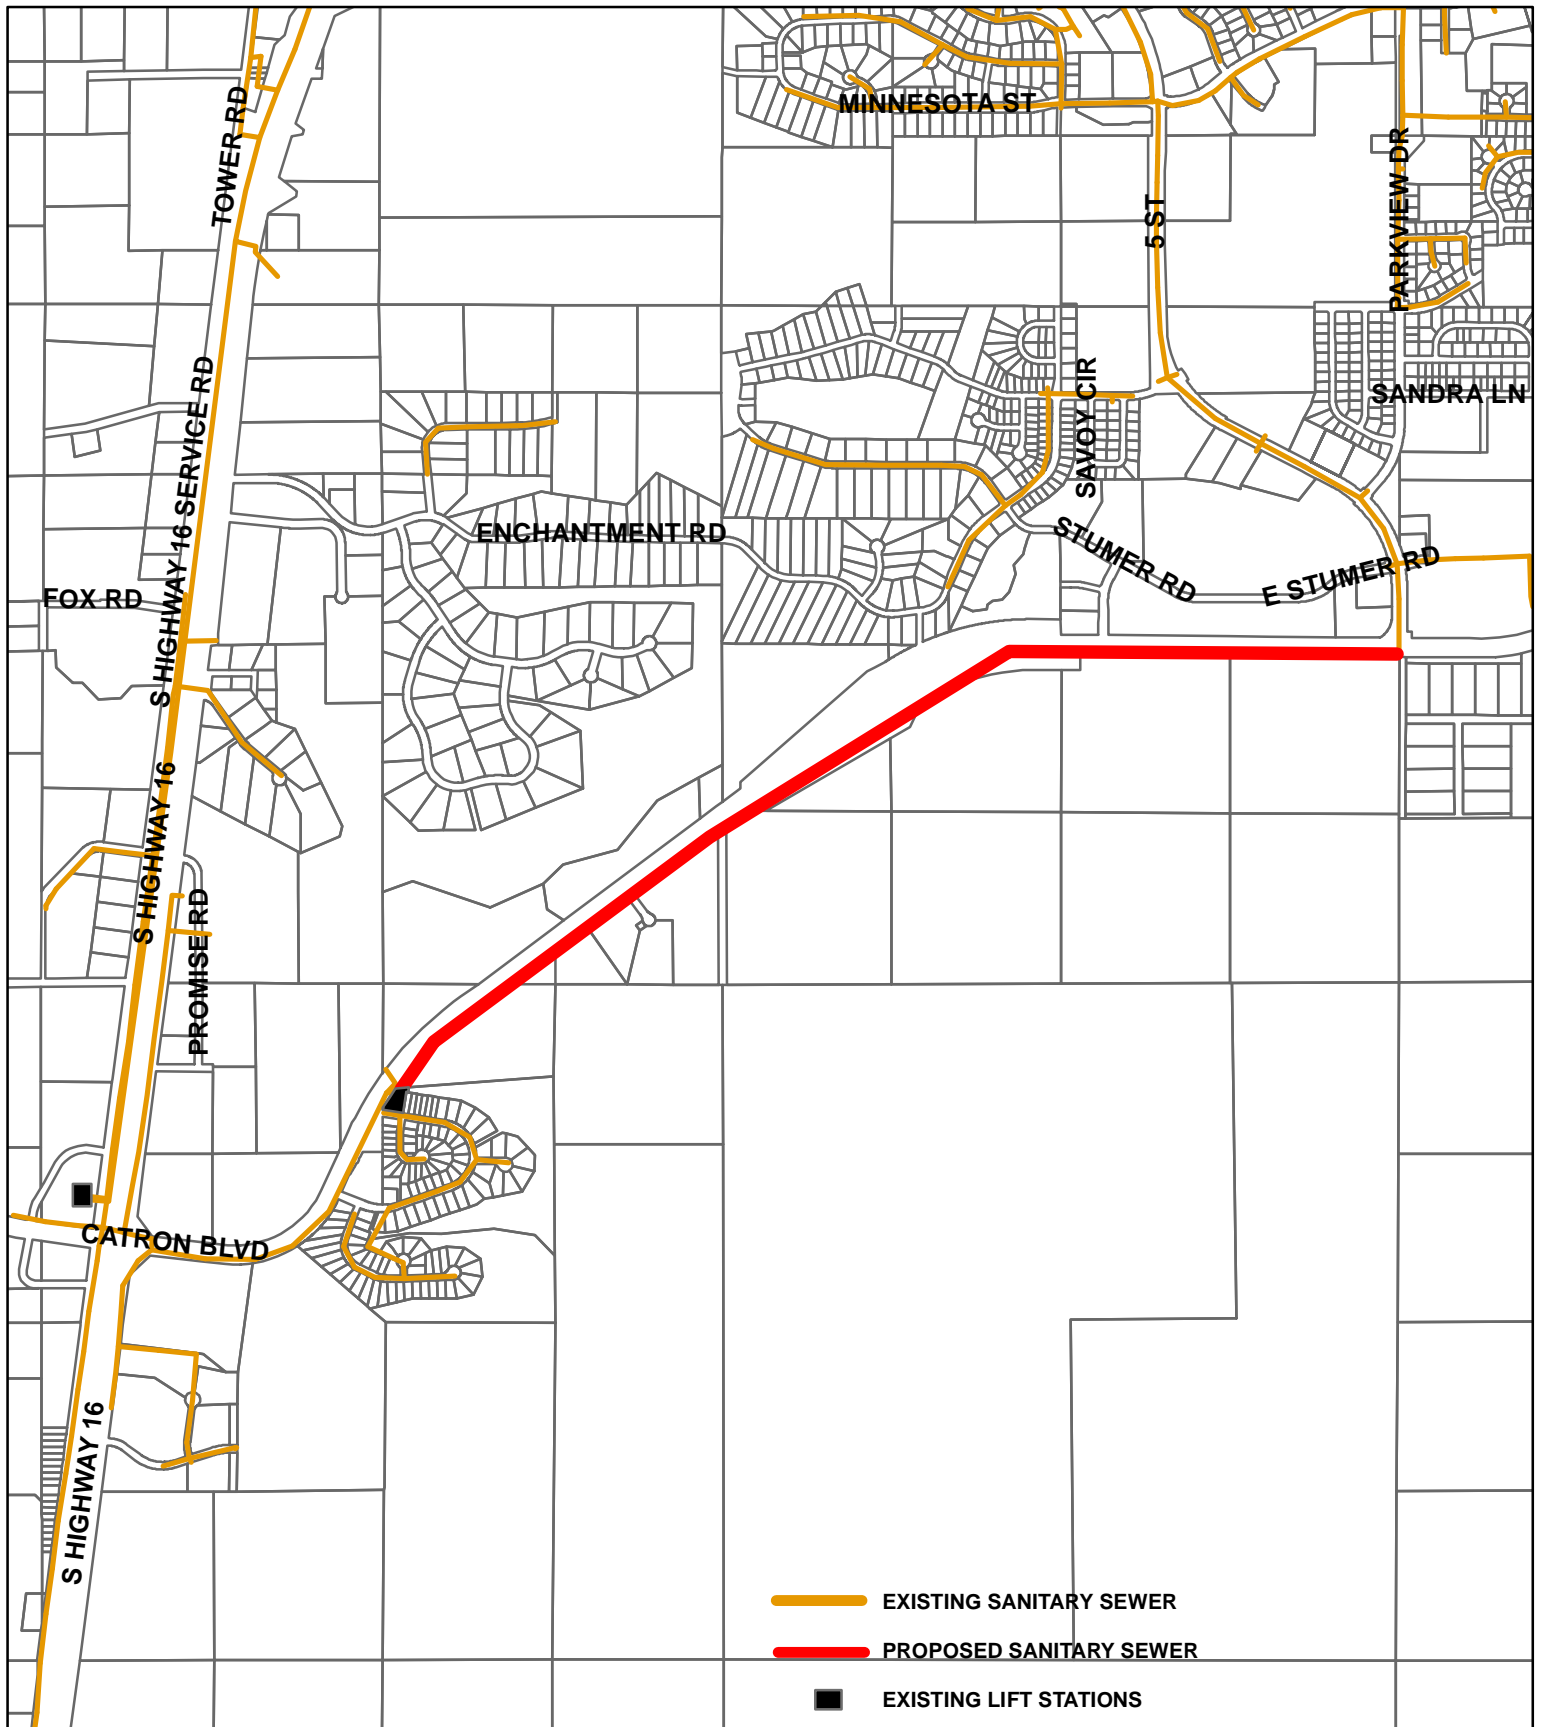 MINNESOTA ST
TOWER RD
PARKVIEW DR
5 ST
S HIGHWAY 16 SERVICE RD
SANDRA LN
SAVOY CIR
ENCHANTMENT RD
STUMER RD
E STUMER RD
FOX RD
S HIGHWAY 16
S HIGHWAY 16
PROMISE RD
CATRON BLVD
S HIGHWAY 16
EXISTING SANITARY SEWER
PROPOSED SANITARY SEWER
EXISTING LIFT STATIONS